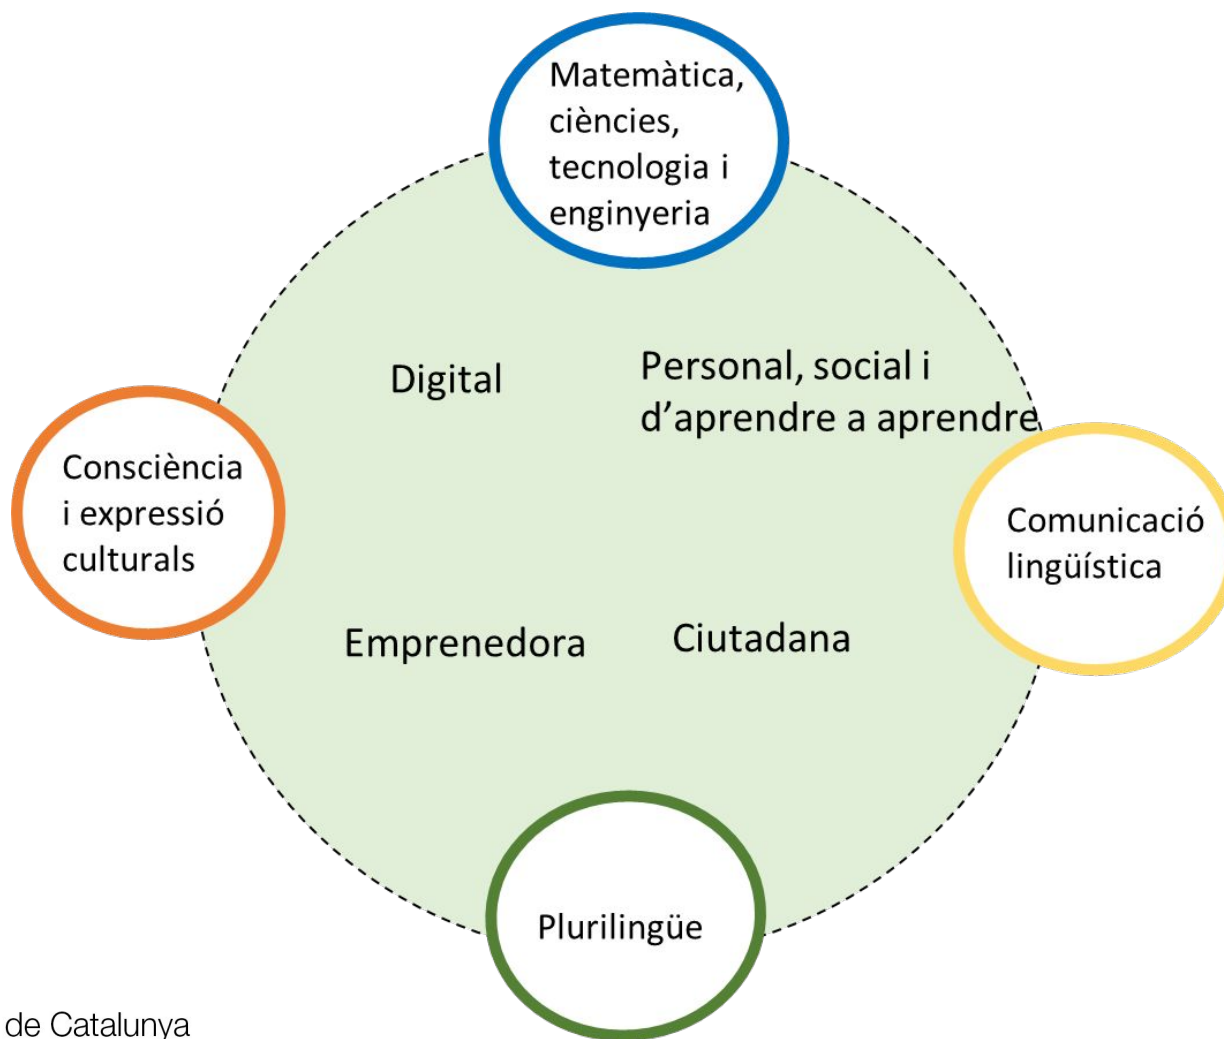 Matemàtica,
ciències,
tecnologia i
enginyeria
Digital
Personal, social i
d’aprendre a aprendre
Consciència
i expressió
culturals
Comunicació
lingüística
Emprenedora
Ciutadana
Plurilingüe
de Catalunya